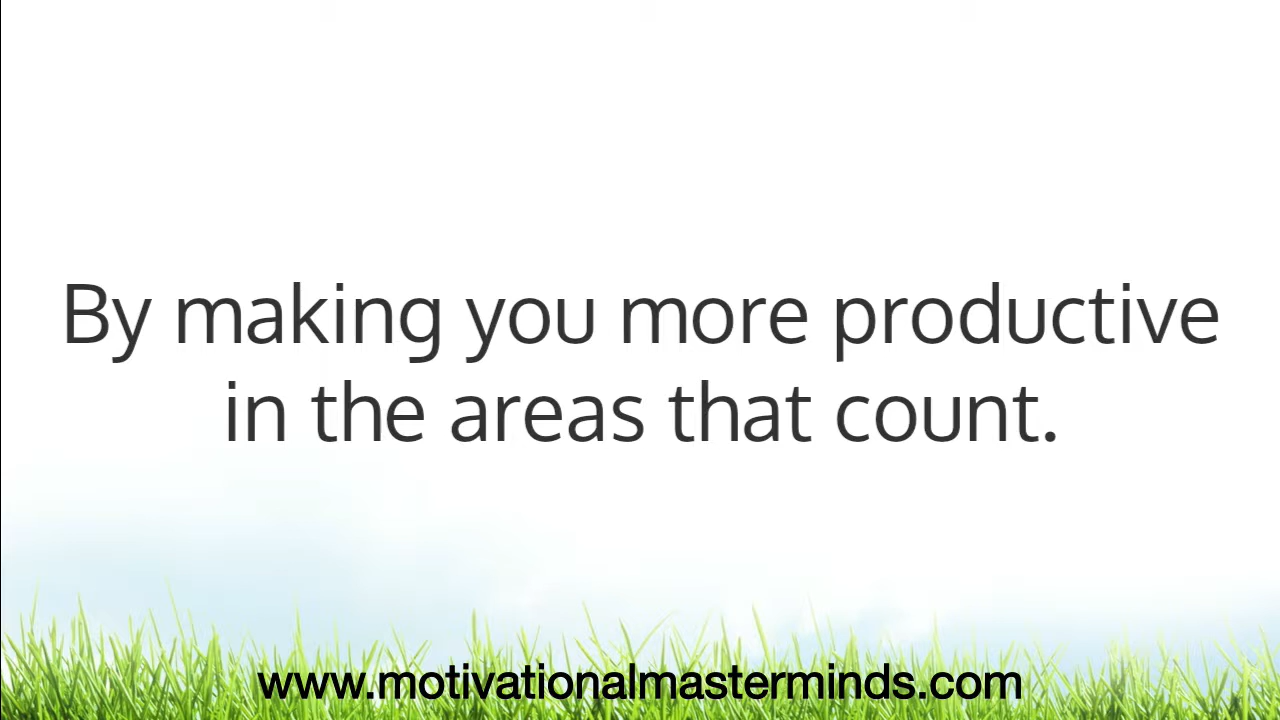 By making you more productive
in the areas that count.
www.motivationalmasterminds.com